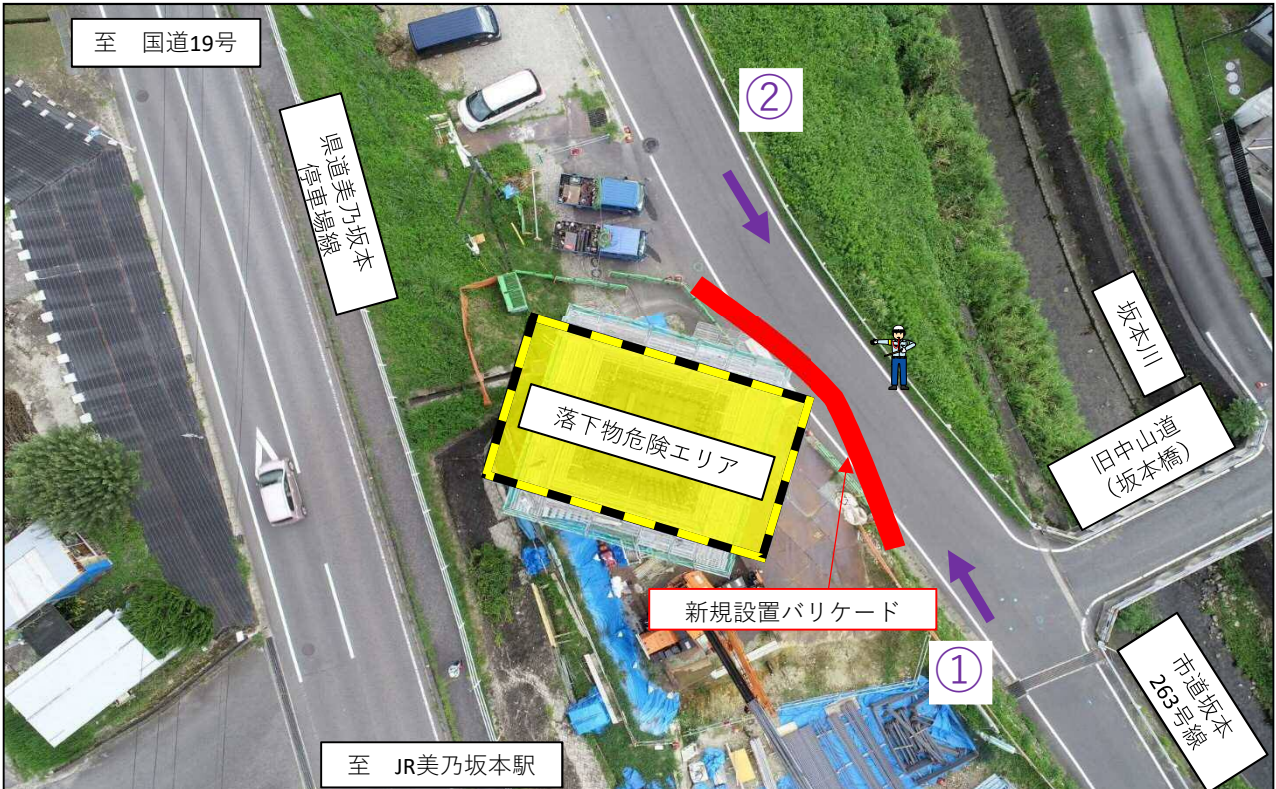 至　国道19号
県道美乃坂本
停車場線
②
坂本川
旧中山道
（坂本橋）
落下物危険エリア
新規設置バリケード
①
市道坂本
263号線
至　JR美乃坂本駅